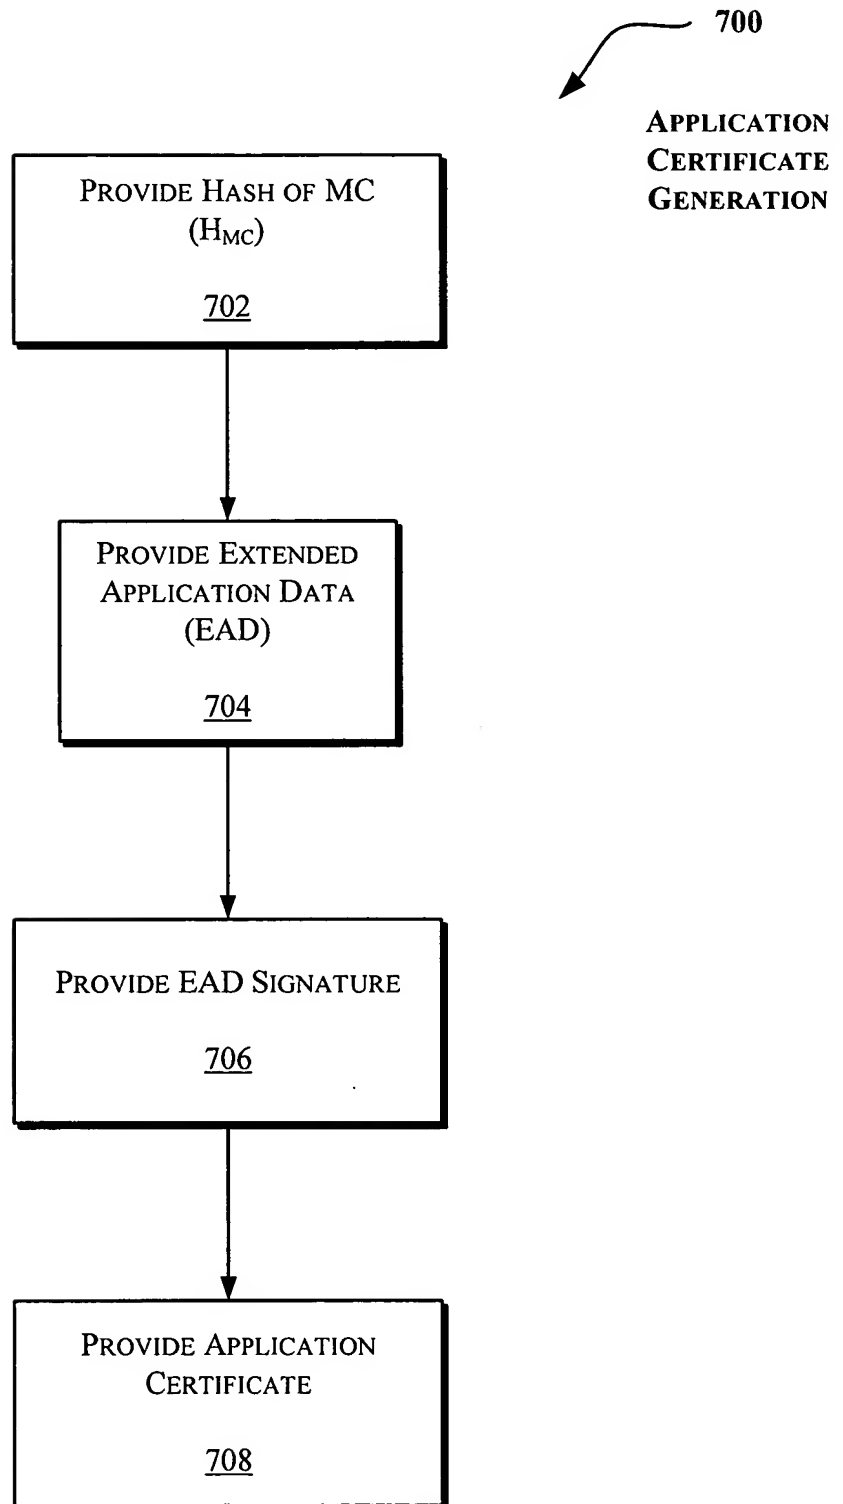 700
APPLICATION
CERTIFICATE
GENERATION
PROVIDE HASH OF MC
(HMC)
702
PROVIDE EXTENDED
APPLICATION DATA
(EAD)
704
PROVIDE EAD SIGNATURE
706
PROVIDE APPLICATION
CERTIFICATE
708